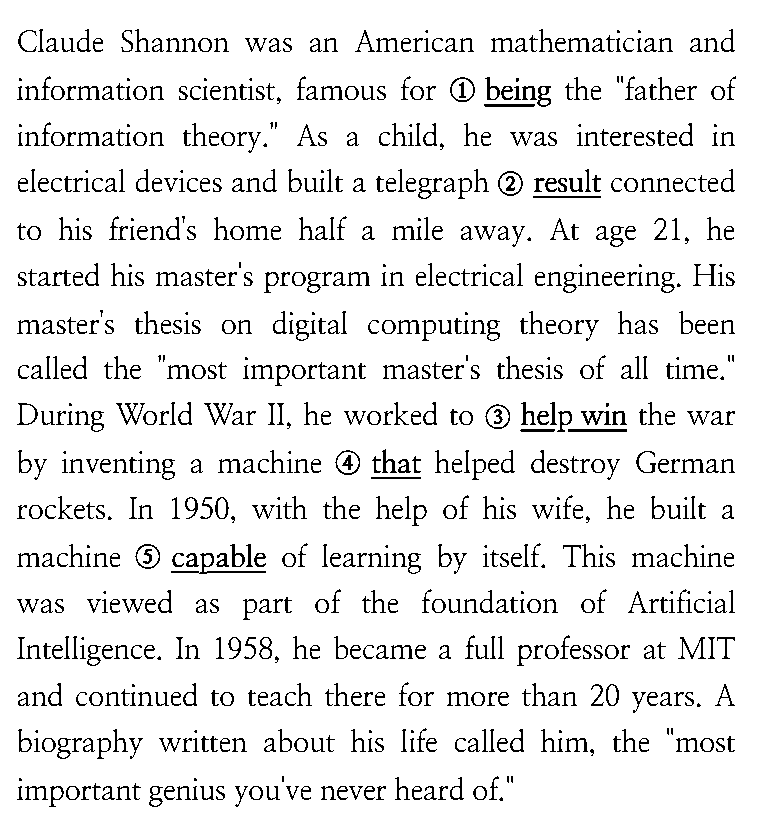 Claude Shannon was an American mathematician and
information scientist, famous for ① being the "father of
information theory." As a child, he was interested in
electrical devices and built a telegraph ② result connected
to his friend's home half a mile away. At age 21, he
started his master's program in electrical engineering. His
master's thesis on digital computing theory has been
called the "most important master's thesis of all time."
During World War II, he worked to ③ help win the war
by inventing a machine ④ that helped destroy German
rockets. In 1950, with the help of his wife, he built a
machine ⑤ capable of learning by itself. This machine
was viewed as part of the foundation of Artificial
Intelligence. In 1958, he became a full professor at MIT
and continued to teach there for more than 20 years. A
biography written about his life called him, the "most
important genius you've never heard of."